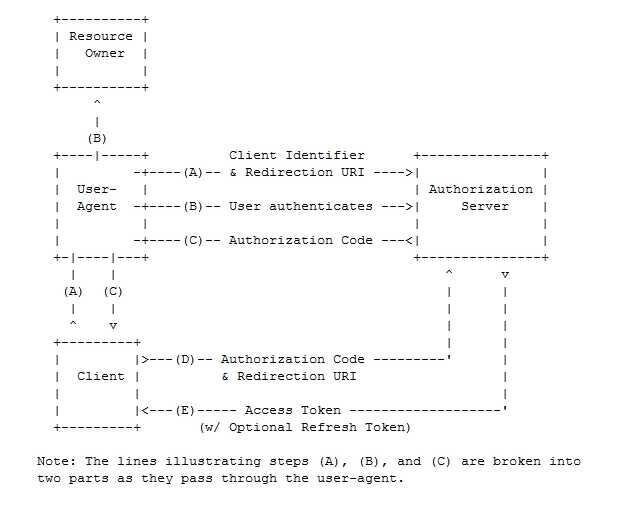 +----------+
| Resource |
|   Owner  |
|          |
+----------+
     ^
     |
    (B)
+----|-----+          Client Identifier      +---------------+
|         -+----(A)-- & Redirection URI ---->|               |
|  User-   |                                 | Authorization |
|  Agent  -+----(B)-- User authenticates --->|     Server    |
|          |                                 |               |
|         -+----(C)-- Authorization Code ---<|               |
+-|----|---+                                 +---------------+
  |    |                                         ^      v
 (A)  (C)                                        |      |
  |    |                                         |      |
  ^    v                                         |      |
+---------+                                      |      |
|         |>---(D)-- Authorization Code ---------'      |
|  Client |          & Redirection URI                  |
|         |                                             |
|         |<---(E)----- Access Token -------------------'
+---------+       (w/ Optional Refresh Token)
Note: The lines illustrating steps (A), (B), and (C) are broken into
two parts as they pass through the user-agent.